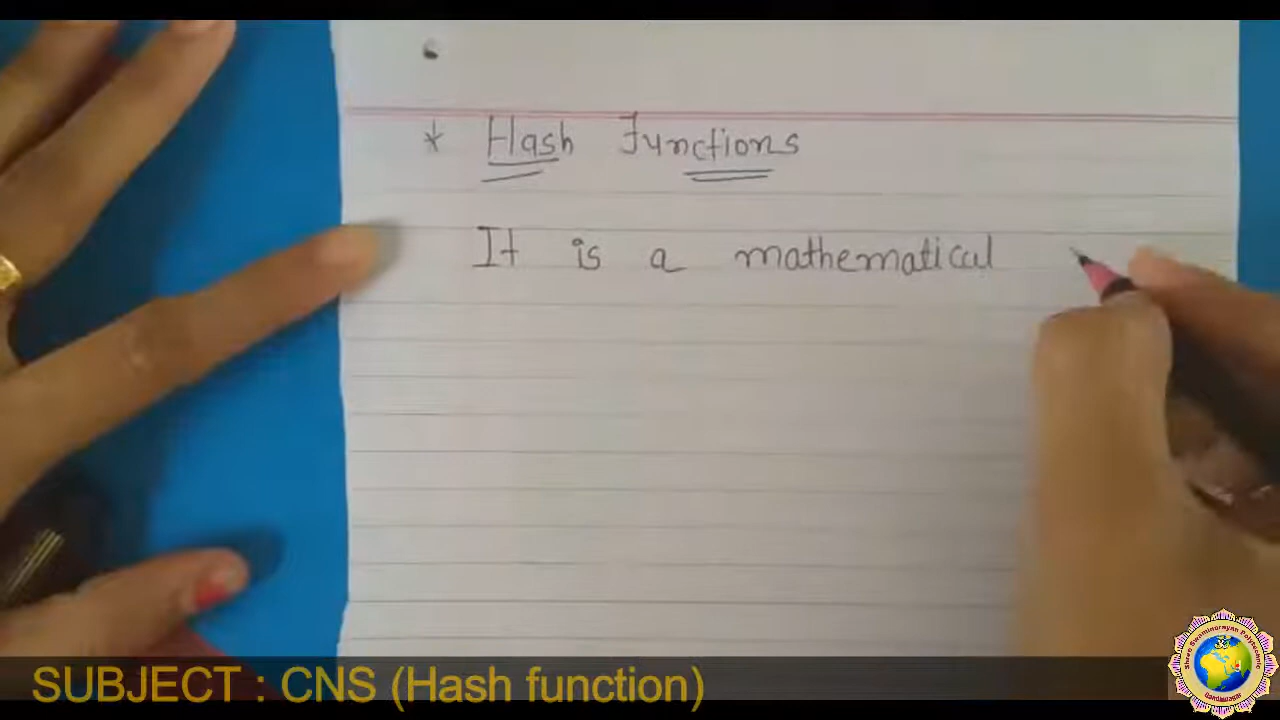 * Hash Functions
It is a mathematical
SUBJECT : CNS (Hash function)